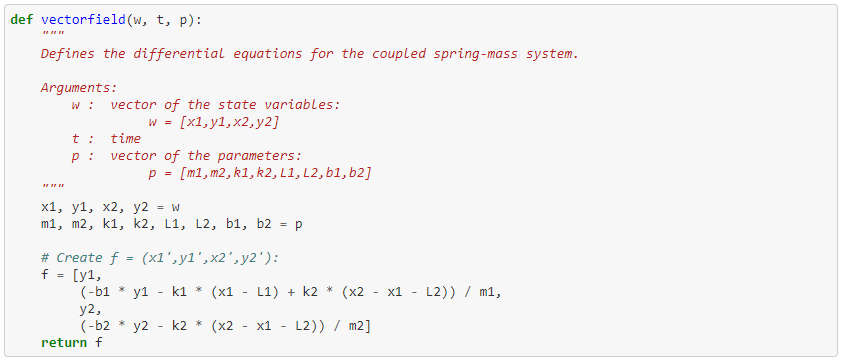 def vectorfield(w, t, p):
    """
    Defines the differential equations for the coupled spring-mass system.

    Arguments:
        w :  vector of the state variables:
                  w = [x1,y1,x2,y2]
        t :  time
        p :  vector of the parameters:
                  p = [m1,m2,k1,k2,L1,L2,b1,b2]
    """
    x1, y1, x2, y2 = w
    m1, m2, k1, k2, L1, L2, b1, b2 = p

    # Create f = (x1',y1',x2',y2'):
    f = [y1,
         (-b1 * y1 - k1 * (x1 - L1) + k2 * (x2 - x1 - L2)) / m1,
         y2,
         (-b2 * y2 - k2 * (x2 - x1 - L2)) / m2]
    return f